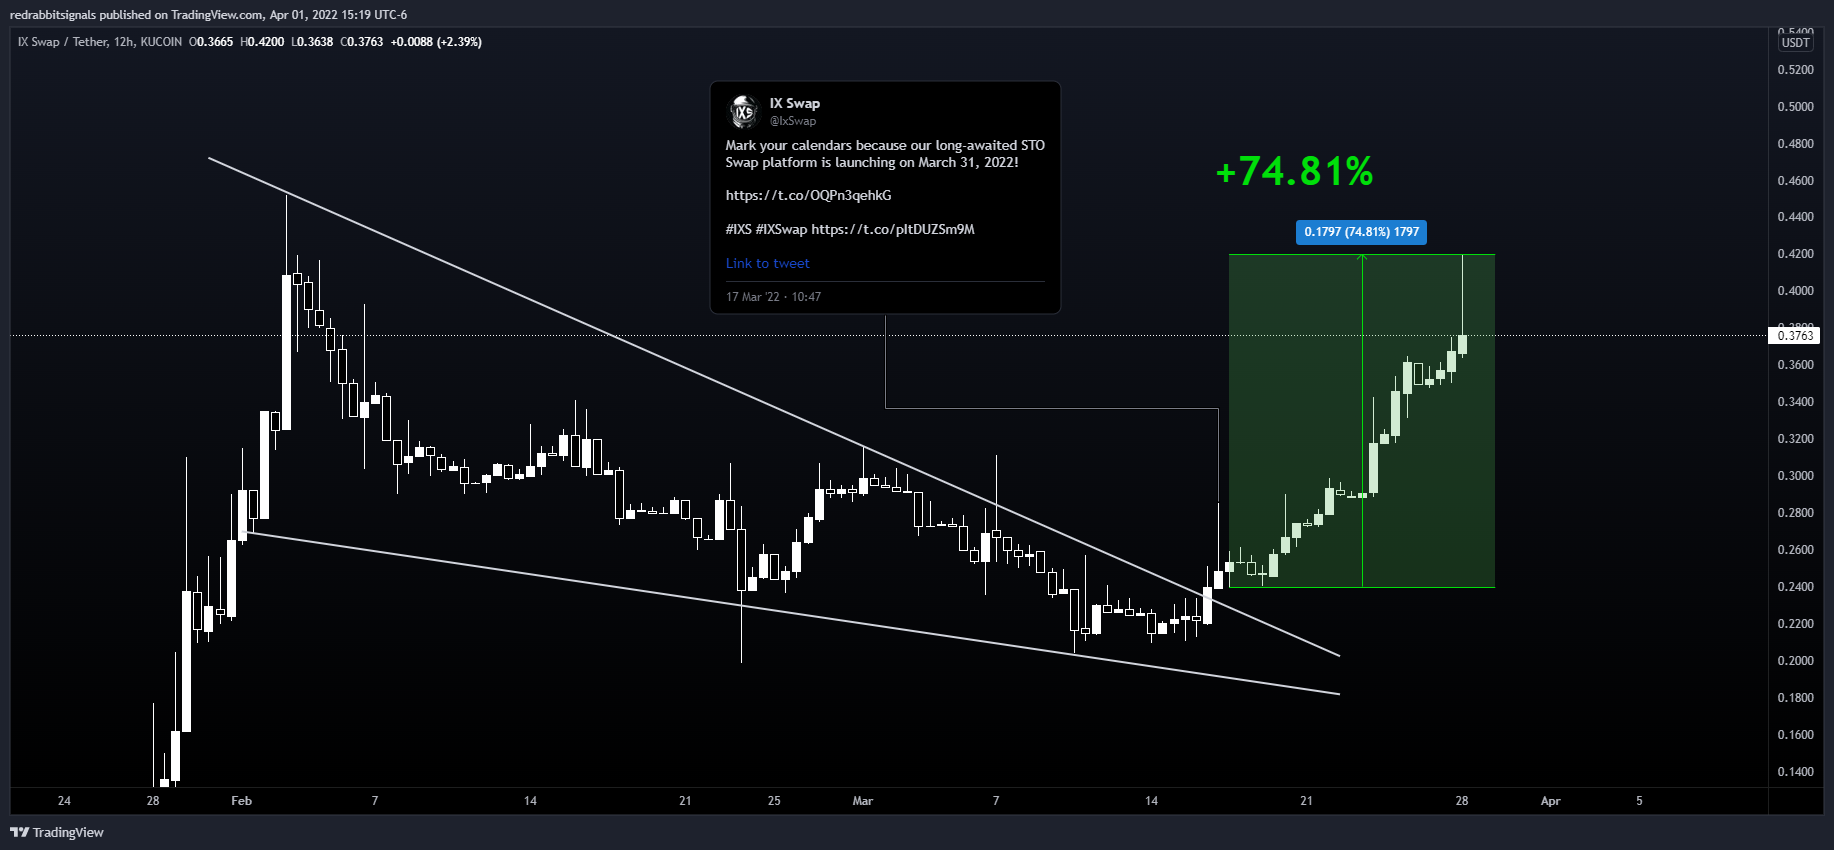 redrabbitsignals published on TradingView.com, Apr 01, 2022 15:19 UTC-6
IX Swap / Tether, 12h, KUCOIN O0.3665 H0.4200 L0.3638 C0.3763 +0.0088 (+2.39%)
0.5400
USDT
0.5200
0.5000
0.4800
0.4600
0.4400
0.4200
0.4000
0.3800
0.3763
0.3600
0.3400
0.3200
0.3000
0.2800
0.2600
0.2400
0.2200
0.2000
0.1800
0.1600
0.1400
IXS
IX Swap
@IxSwap
Mark your calendars because our long-awaited STO
Swap platform is launching on March 31, 2022!
https://t.co/OQPn3qehkG
#IXS #IXSwap https://t.co/pItDUZSm9M
Link to tweet
17 Mar '22 · 10:47
+74.81%
0.1797 (74.81%) 1797
24 28 Feb 7 14 21 25 Mar 7 14 21 28 Apr 5
TradingView